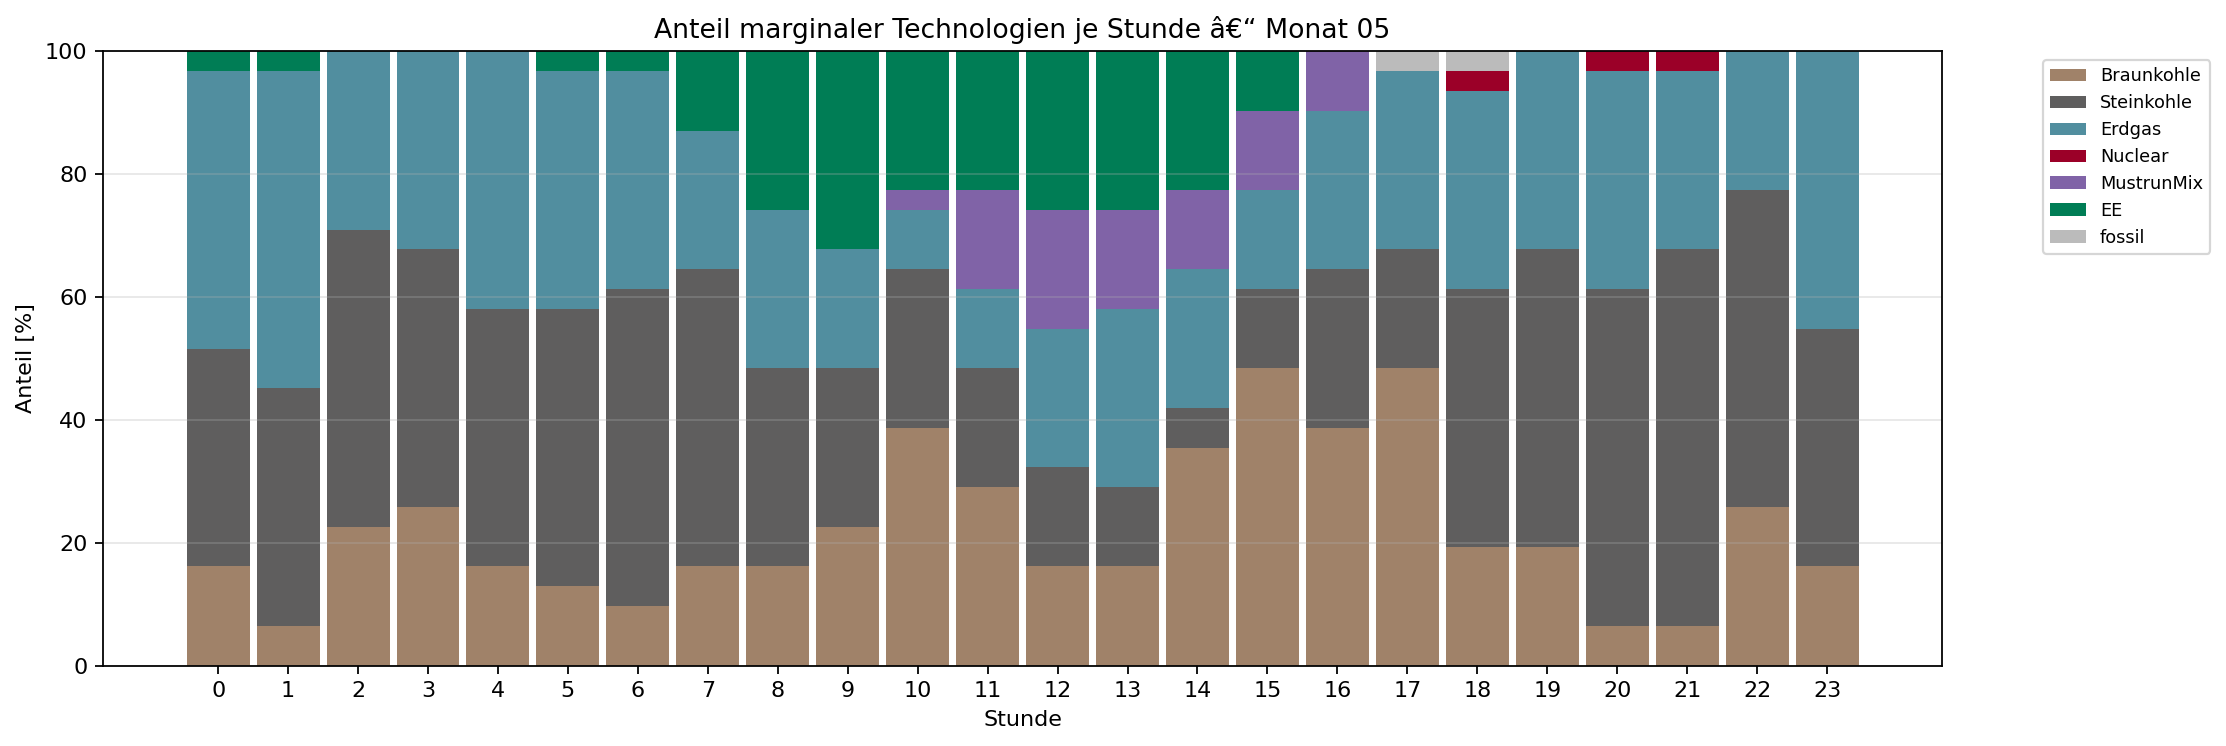 Anteil marginaler Technologien je Stunde â€“ Monat 05
100
80
60
40
20
0
Anteil [%]
0 1 2 3 4 5 6 7 8 9 10 11 12 13 14 15 16 17 18 19 20 21 22 23
Stunde
Braunkohle
Steinkohle
Erdgas
Nuclear
MustrunMix
EE
fossil